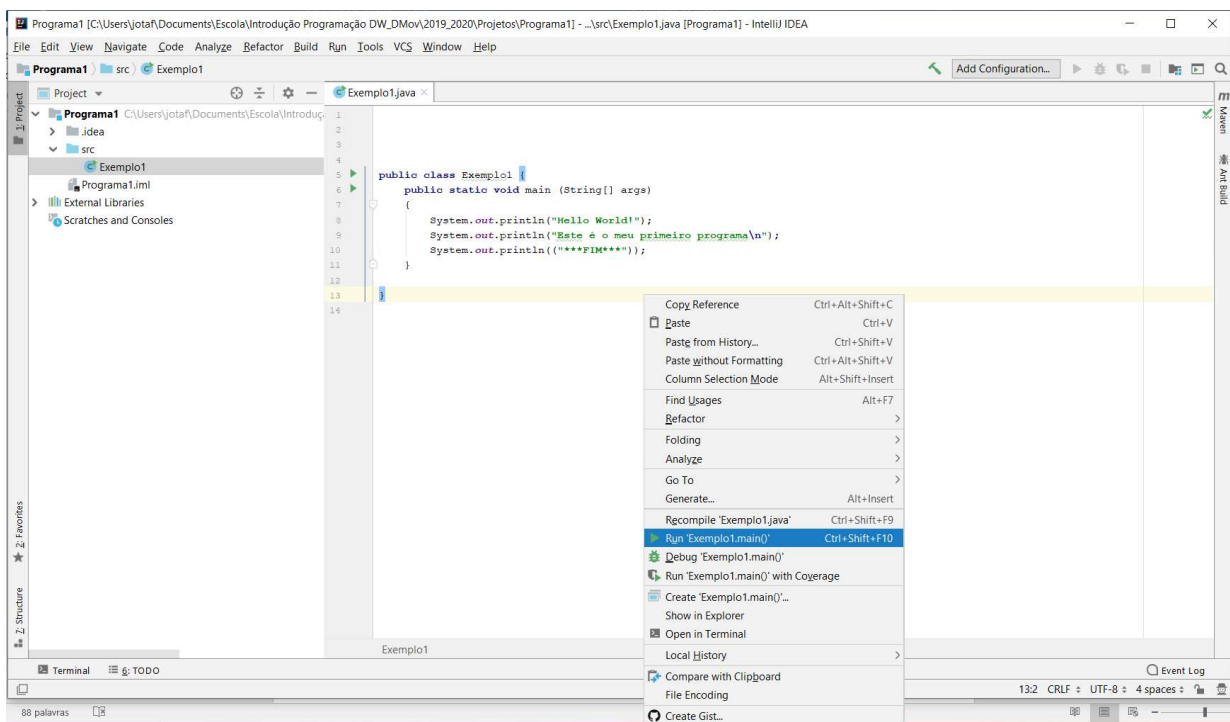 Programa1 [C:\Users\jotaf\Documents\Escola\Introdução Programação DW_DMov\2019_2020\Projetos\Programa1] - ...\src\Exemplo1.java [Programa1] - IntelliJ IDEA
File Edit View Navigate Code Analyze Refactor Build Run Tools VCS Window Help
Programa1 src Exemplo1
Add Configuration...
1: Project
Project
Exemplo1.java
Programa1 C:\Users\jotaf\Documents\Escola\Introduç
.idea
src
Exemplo1
Programa1.iml
External Libraries
Scratches and Consoles
1
2
3
4
5 public class Exemplo1 {
6 public static void main (String[] args)
7 {
8 System.out.println("Hello World!");
9 System.out.println("Este é o meu primeiro programa\n");
10 System.out.println(("***FIM***"));
11 }
12
13 }
14
Copy Reference Ctrl+Alt+Shift+C
Paste Ctrl+V
Paste from History... Ctrl+Shift+V
Paste without Formatting Ctrl+Alt+Shift+V
Column Selection Mode Alt+Shift+Insert
Find Usages Alt+F7
Refactor
Folding
Analyze
Go To
Generate... Alt+Insert
Recompile 'Exemplo1.java' Ctrl+Shift+F9
Run 'Exemplo1.main()' Ctrl+Shift+F10
Debug 'Exemplo1.main()'
Run 'Exemplo1.main()' with Coverage
Create 'Exemplo1.main()'...
Show in Explorer
Open in Terminal
Local History
Compare with Clipboard
File Encoding
Create Gist...
m Maven
Ant Build
2: Favorites
7: Structure
Exemplo1
Terminal 6: TODO
Event Log
13:2 CRLF UTF-8 4 spaces
88 palavras